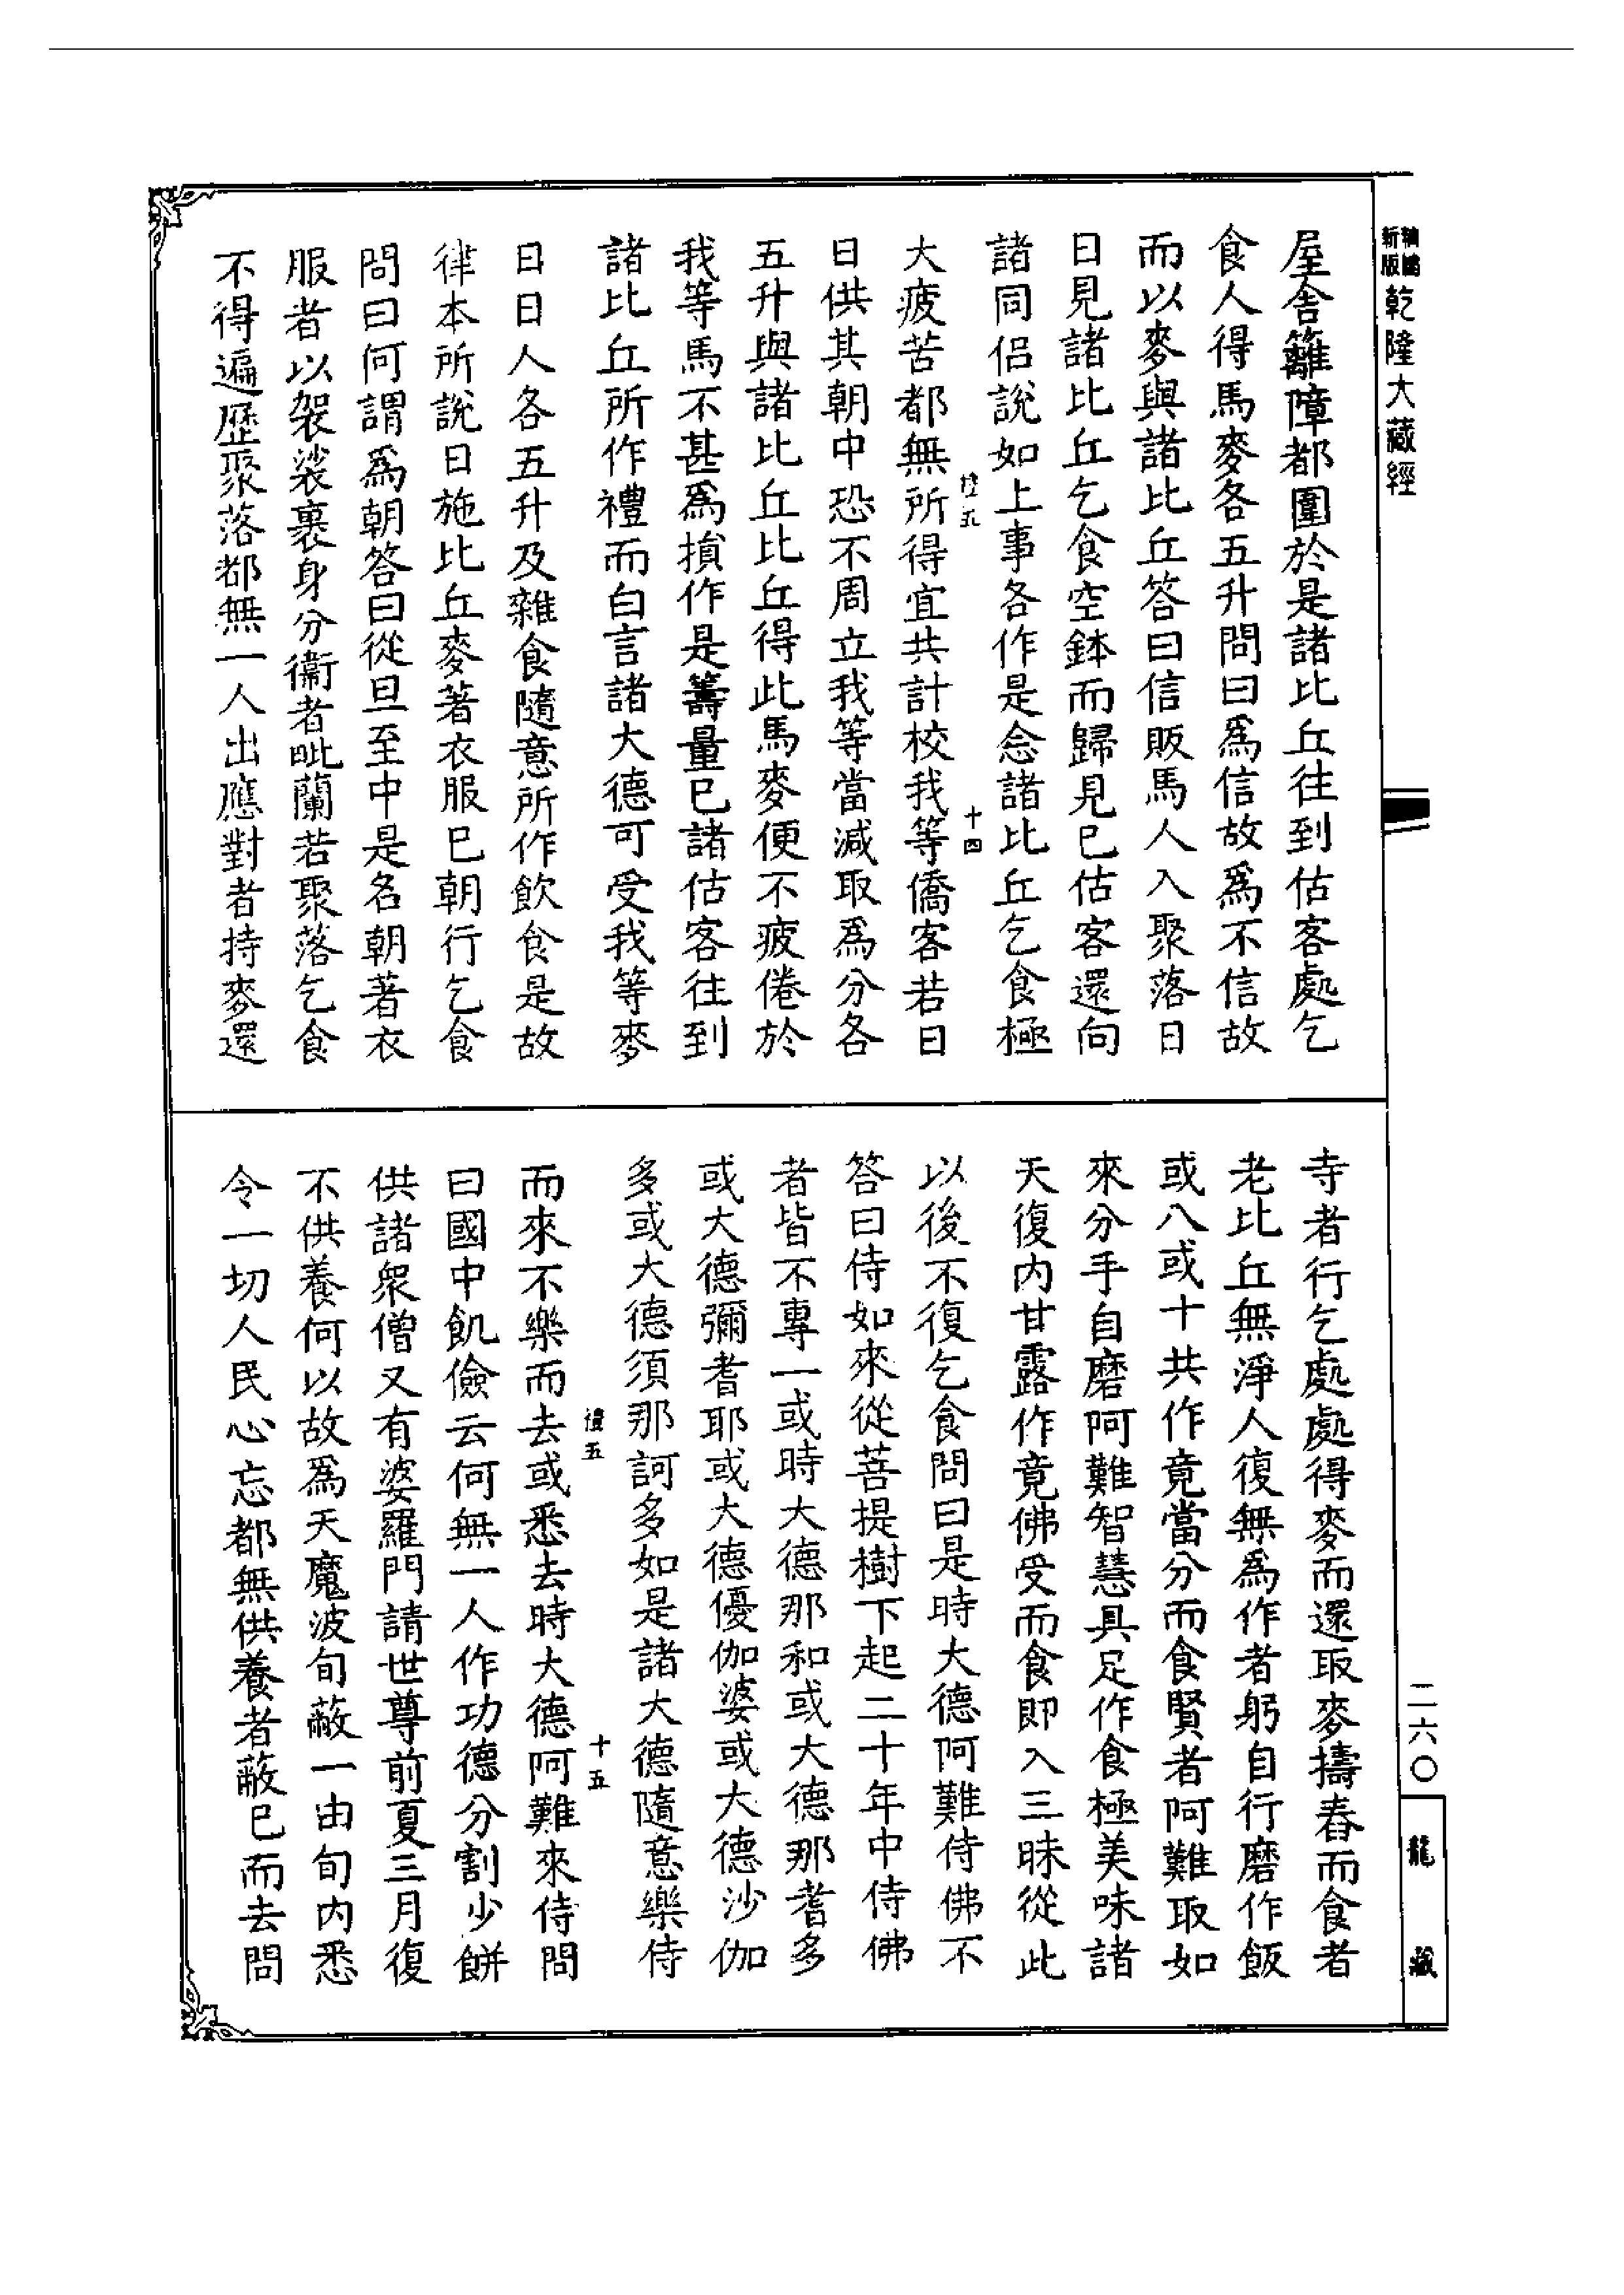 新編縮圖乾隆大藏經
屋舍籬障都圍於是諸比丘往到估客處乞
食人得馬麥各五升問曰爲信故爲不信故
而以麥與諸比丘答曰信販馬人入聚落日
日見諸比丘乞食空鉢而歸見已估客還向
諸同侶說如上事各作是念諸比丘乞食極
禮五 十四
大疲苦都無所得宜共計校我等僑客若日
日供其朝中恐不周立我等當減取爲分各
五升與諸比丘比丘得此馬麥便不疲倦於
我等馬不甚爲損作是籌量已諸估客往到
諸比丘所作禮而白言諸大德可受我等麥
日日人各五升及雜食隨意所作飲食是故
律本所說日施比丘麥著衣服已朝行乞食
問曰何謂爲朝答曰從旦至中是名朝著衣
服者以袈裟裹身分衞者毗蘭若聚落乞食
不得遍歷聚落都無一人出應對者持麥還
寺者行乞處處得麥而還取麥擣舂而食者
老比丘無淨人復無爲作者躬自行磨作飯
或八或十共作竟當分而食賢者阿難取如
來分手自磨阿難智慧具足作食極美味諸
天復內甘露作竟佛受而食即入三昧從此
以後不復乞食問曰是時大德阿難侍佛不
答曰侍如來從菩提樹下起二十年中侍佛
者皆不專一或時大德那和或大德那耆多
或大德彌耆耶或大德優伽婆或大德沙伽
多或大德須那訶多如是諸大德隨意樂侍
禮五 十五
而來不樂而去或悉去時大德阿難來侍問
曰國中飢儉云何無一人作功德分割少餅
供諸衆僧又有婆羅門請世尊前夏三月復
不供養何以故爲天魔波旬蔽一由旬內悉
令一切人民心忘都無供養者蔽已而去問
二六〇
龍藏